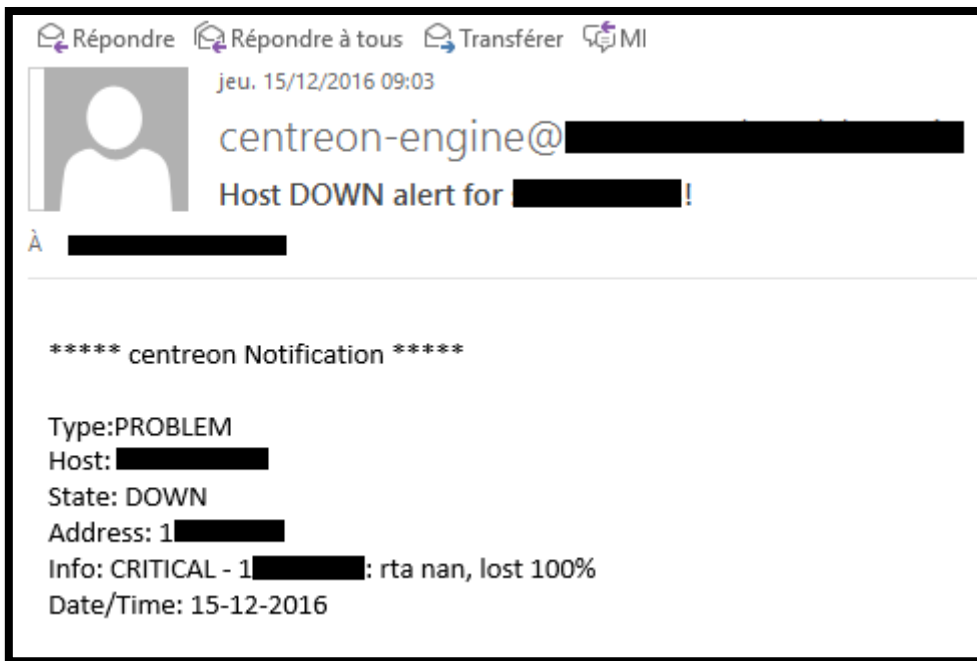 Répondre Répondre à tous Transférer MI
jeu. 15/12/2016 09:03
centreon-engine@
Host DOWN alert for !
À
***** centreon Notification *****
Type:PROBLEM
Host:
State: DOWN
Address: 1
Info: CRITICAL - 1 : rta nan, lost 100%
Date/Time: 15-12-2016